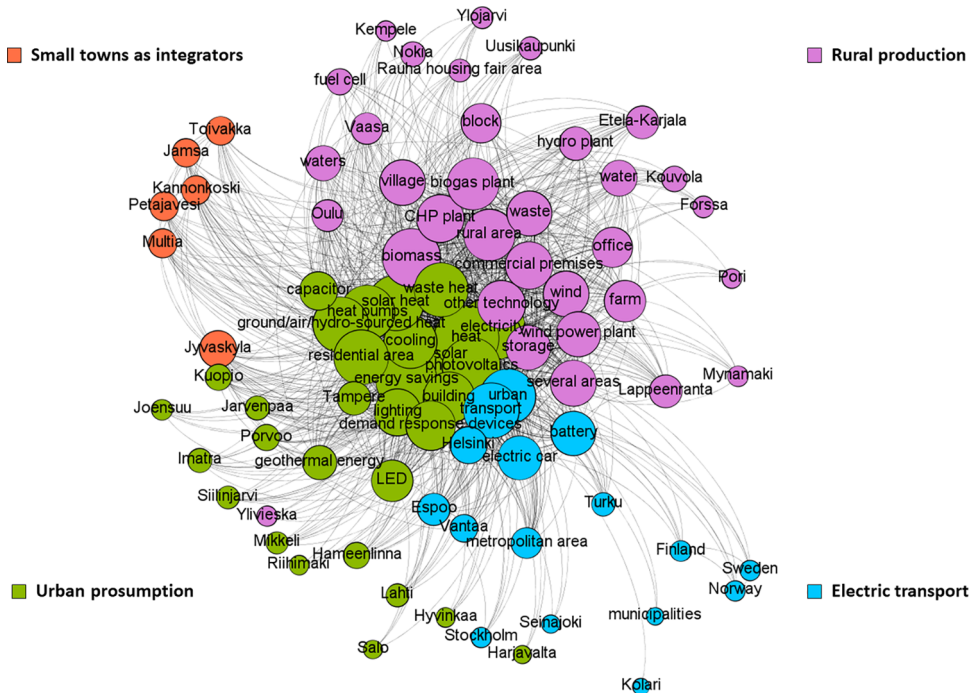 Ylojarvi
Kempele
Nokia
Uusikaupunki
Small towns as integrators
Rural production
Rauha housing fair area
fuel cell
Toivakka
Vaasa
block
Etela-Karjala
hydro plant
Jamsa
waters
village
biogas plant
water
Kouvola
Kannonkoski
Petajavesi
Forssa
Oulu
CHP plant
waste
rural area
Multia
office
biomass
commercial premises
Pori
capacitor
waste heat
wind
solar heat
other technology
farm
heat pumps
ground/air/hydro-sourced heat
electricity
wind power plant
heat
cooling
storage
Jyvaskyla
residential area
solar
photovoltaics
Kuopio
energy savings
several areas
Mynamaki
Lappeenranta
Tampere
building
urban
Joensuu
Jarvenpaa
lighting
transport
demand response
devices
Porvoo
Helsinki
battery
Imatra
geothermal energy
electric car
LED
Siilinjarvi
Espoo
Turku
Ylivieska
Vantaa
Mikkeli
metropolitan area
Hameenlinna
Riihimaki
Finland
Sweden
Urban prosumption
Lahti
Norway
Electric transport
Hyvinkaa
municipalities
Seinajoki
Stockholm
Salo
Harjavalta
Kolari